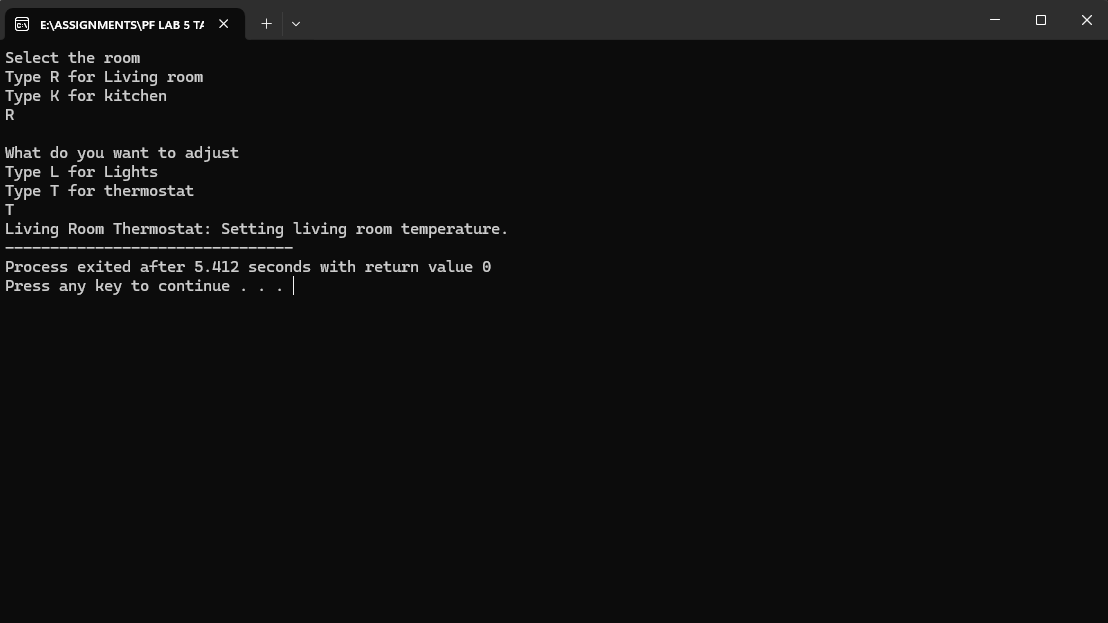 E:\ASSIGNMENTS\PF LAB 5 TA
Select the room
Type R for Living room
Type K for kitchen
R
What do you want to adjust
Type L for Lights
Type T for thermostat
T
Living Room Thermostat: Setting living room temperature.
--------------------------------
Process exited after 5.412 seconds with return value 0
Press any key to continue . . .